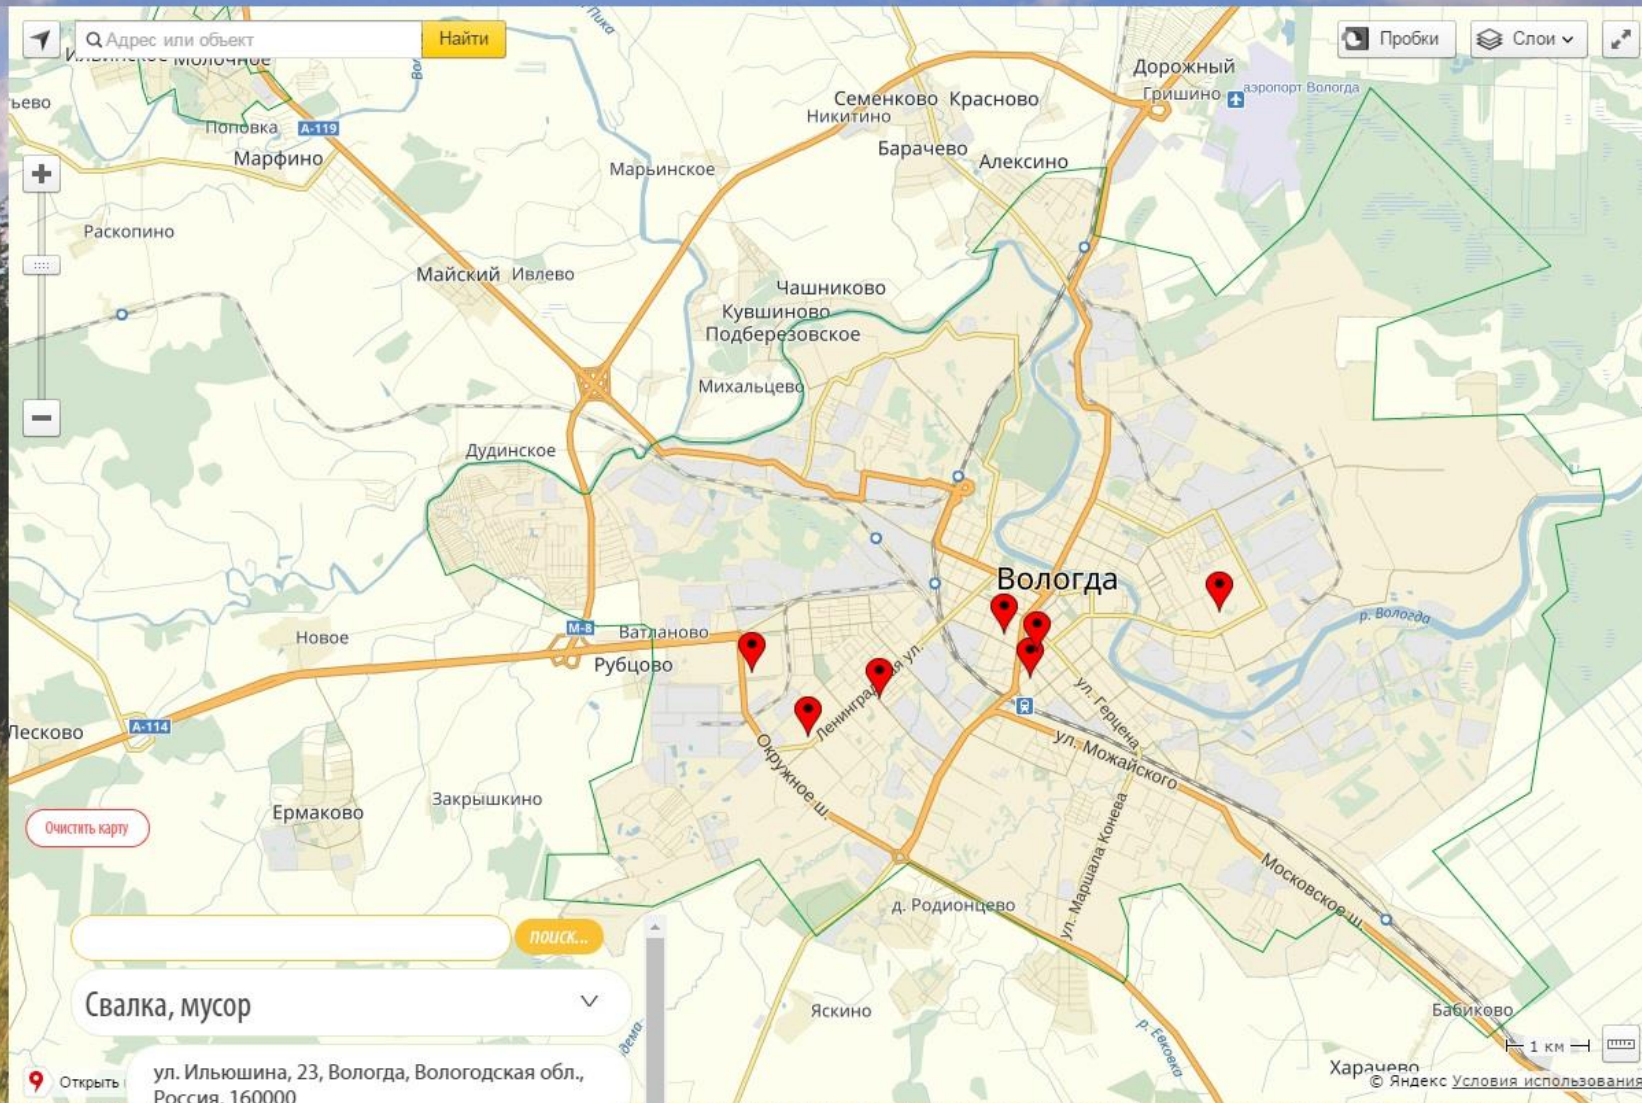 Адрес или объект
Найти
Пробки
Слои
Молочное
Поповка
А-119
Марфино
Раскопино
Майский
Ивлево
Марьинское
Семенково
Красново
Никитино
Барачево
Алексино
Дорожный
Гришино
аэропорт Вологда
Чашниково
Кувшиново
Подберезовское
Михальцево
Дудинское
Вологда
р. Вологда
Новое
М-8
Ватланово
Рубцово
Лесково
А-114
Ленинградская ул.
ул. Герцена
ул. Можайского
Окружное ш.
Закрышкино
Ермаково
Очистить карту
ул. Маршала Конева
Московское ш.
д. Родионцево
поиск...
Свалка, мусор
Яскино
Бабиково
р. Евковка
1 км
Харачево
Открыть
ул. Ильюшина, 23, Вологда, Вологодская обл.,
Россия, 160000
© Яндекс Условия использования